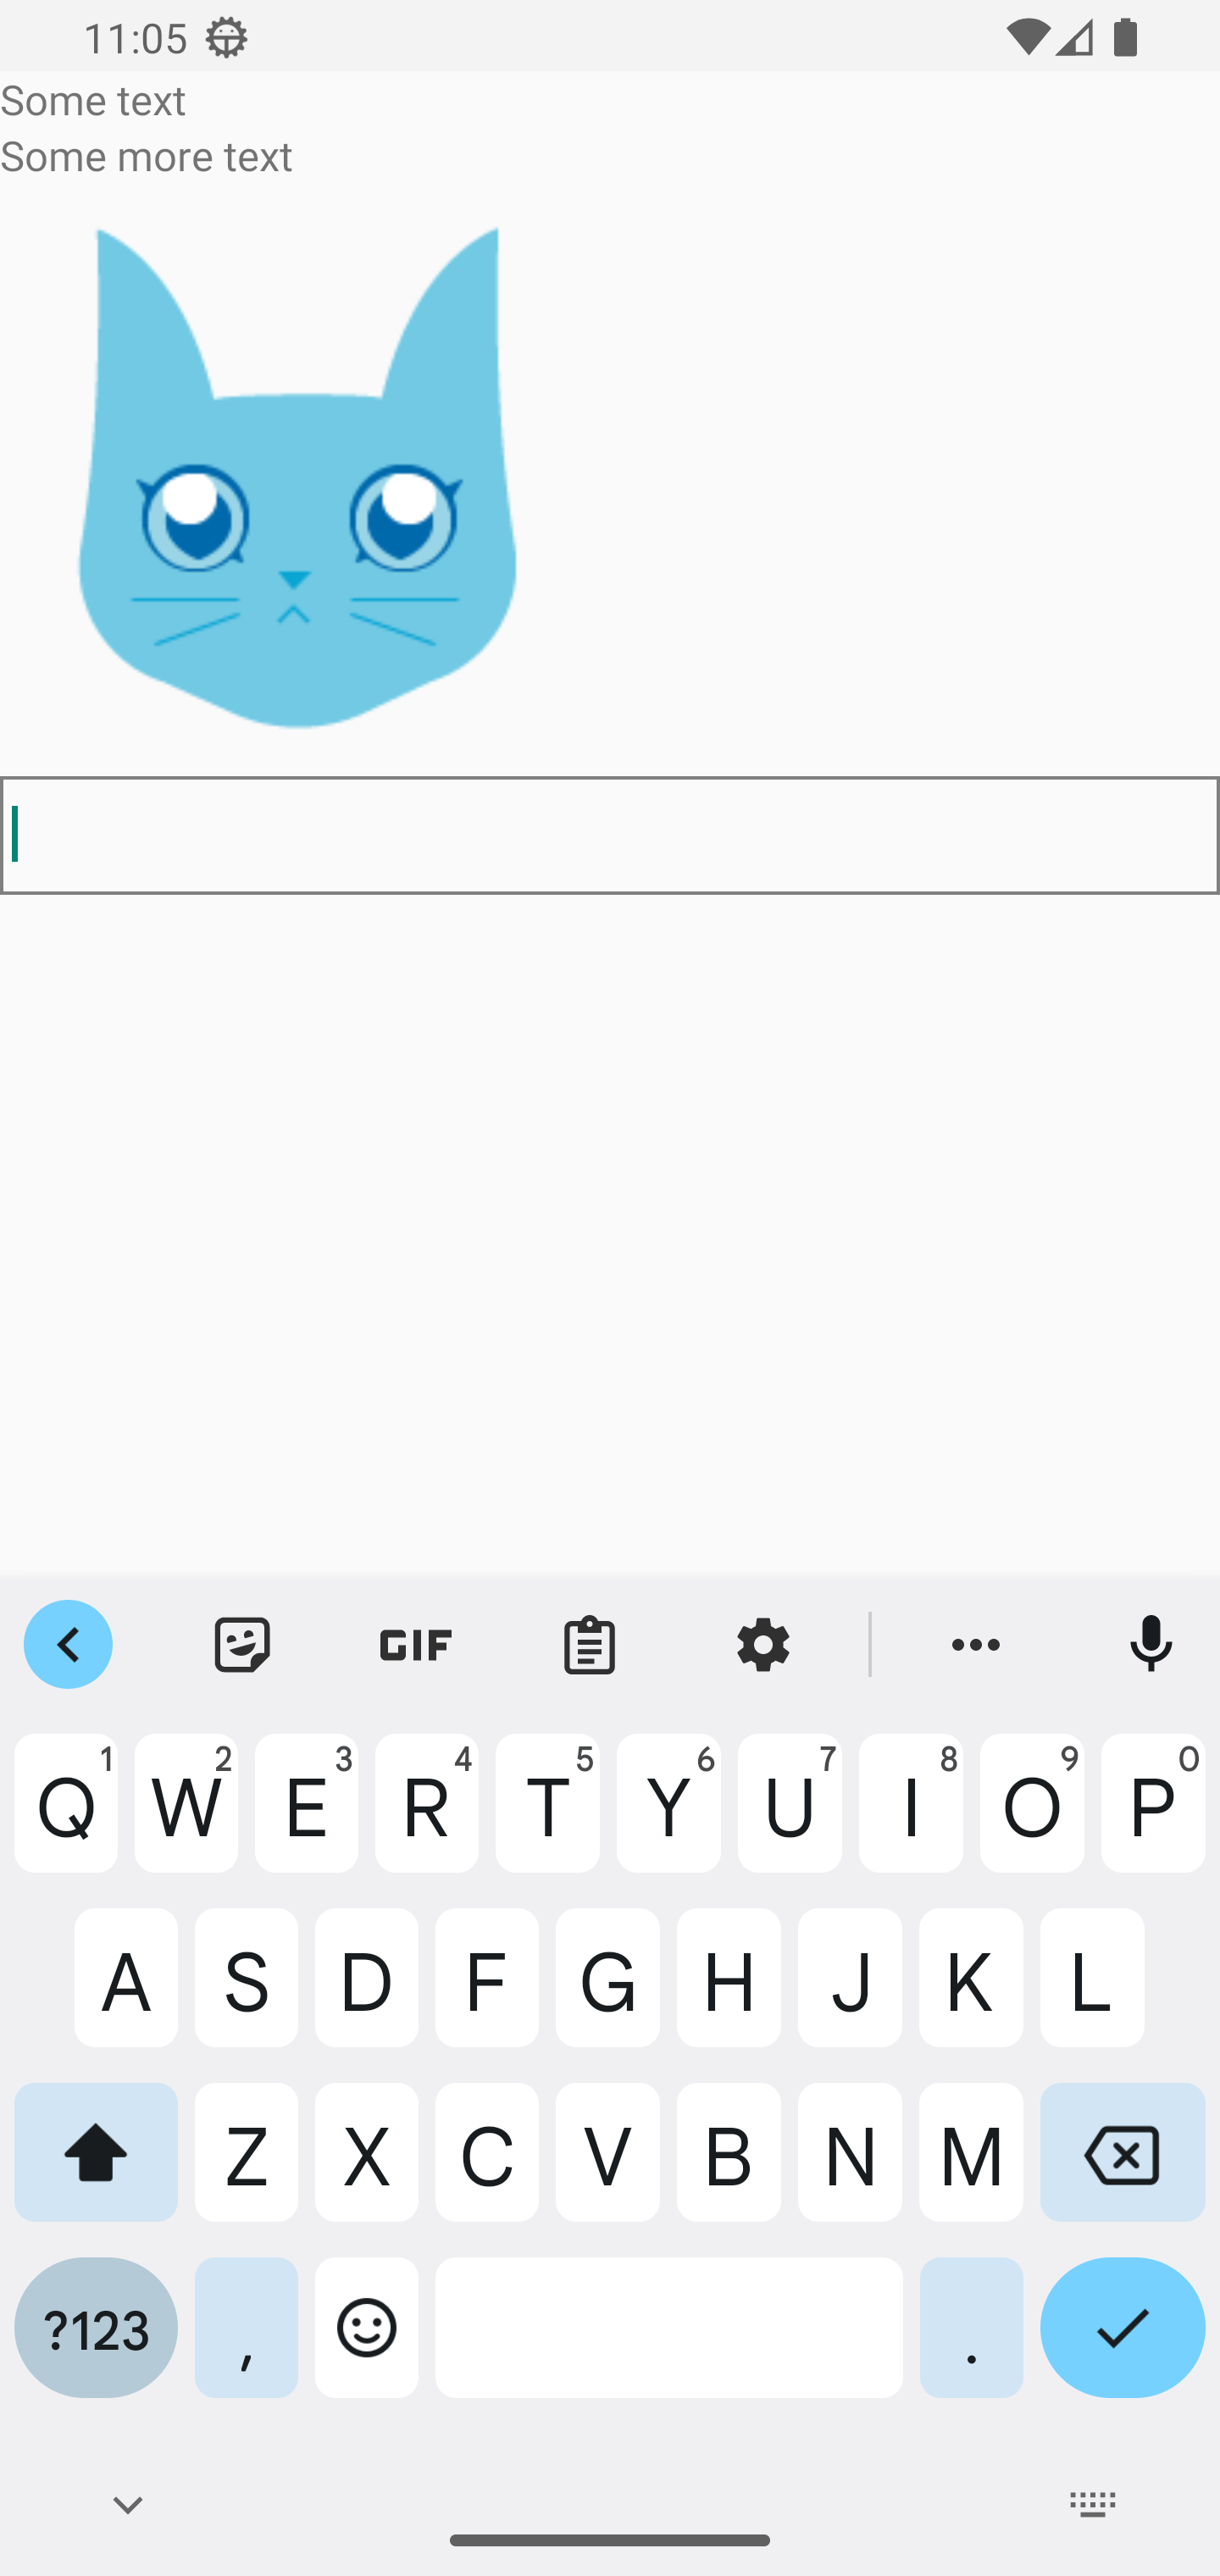 11:05
Some text
Some more text
GIF
1 2 3 4 5 6 7 8 9 0
Q W E R T Y U I O P
A S D F G H J K L
Z X C V B N M
?123 , .